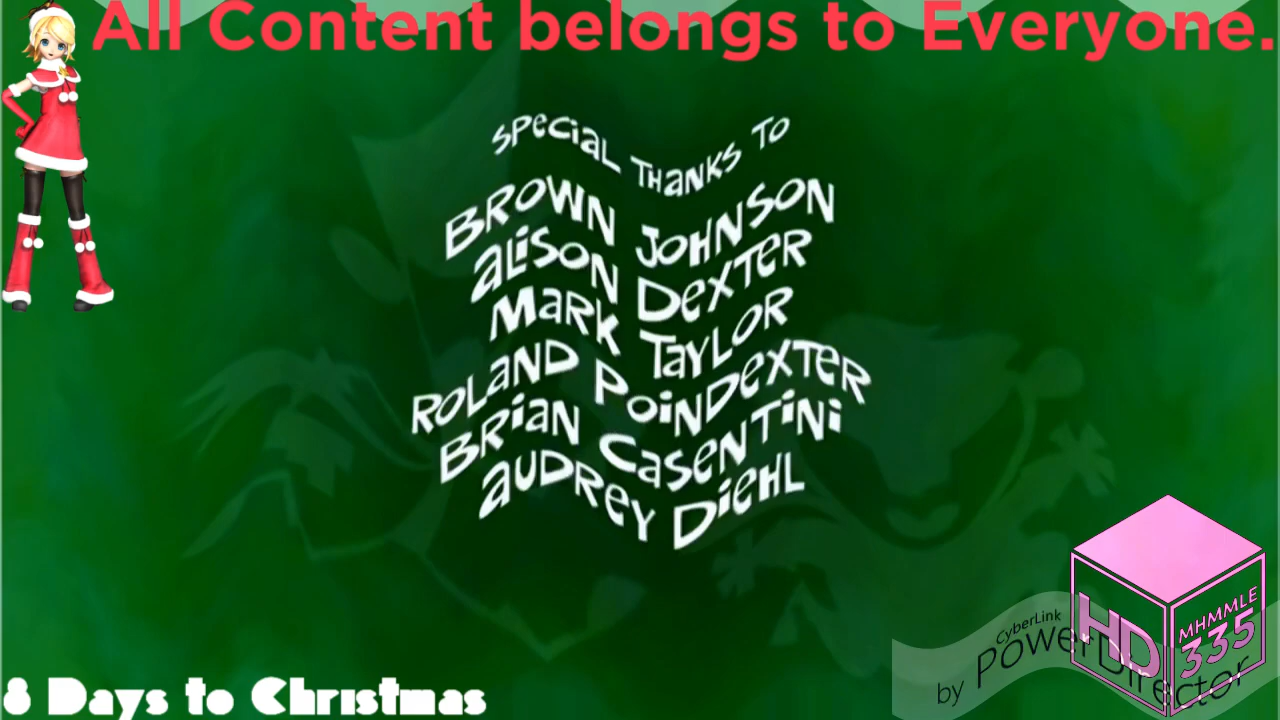 All Content belongs to Everyone.
SPECIAL THANKS TO
BROWN JOHNSON
ALISON DEXTER
MARK TAYLOR
ROLAND POINDEXTER
BRIAN CASENTINI
AUDREY DIEHL
8 Days to Christmas
CyberLink
by PowerDirector
HD
MHMMLE
335